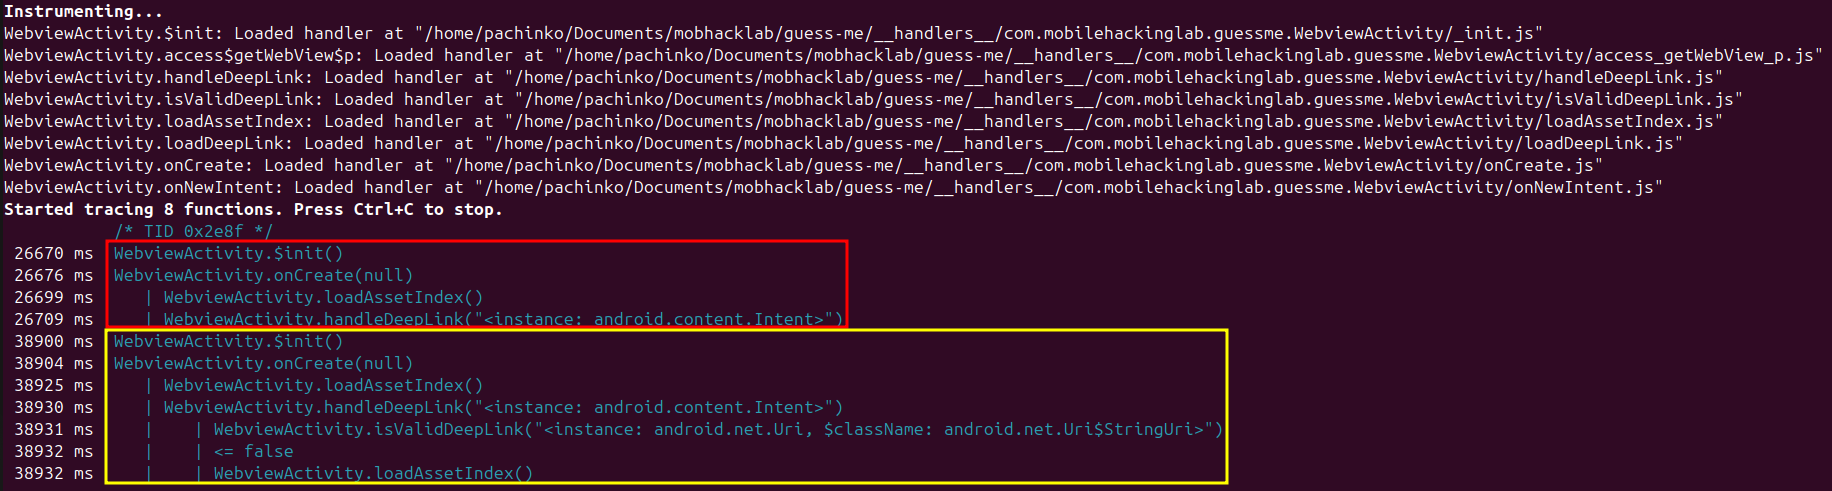 Instrumenting...
WebviewActivity.$init: Loaded handler at "/home/pachinko/Documents/mobhacklab/guess-me/__handlers__/com.mobilehackinglab.guessme.WebviewActivity/_init.js"
WebviewActivity.access$getWebView$p: Loaded handler at "/home/pachinko/Documents/mobhacklab/guess-me/__handlers__/com.mobilehackinglab.guessme.WebviewActivity/access_getWebView_p.js"
WebviewActivity.handleDeepLink: Loaded handler at "/home/pachinko/Documents/mobhacklab/guess-me/__handlers__/com.mobilehackinglab.guessme.WebviewActivity/handleDeepLink.js"
WebviewActivity.isValidDeepLink: Loaded handler at "/home/pachinko/Documents/mobhacklab/guess-me/__handlers__/com.mobilehackinglab.guessme.WebviewActivity/isValidDeepLink.js"
WebviewActivity.loadAssetIndex: Loaded handler at "/home/pachinko/Documents/mobhacklab/guess-me/__handlers__/com.mobilehackinglab.guessme.WebviewActivity/loadAssetIndex.js"
WebviewActivity.loadDeepLink: Loaded handler at "/home/pachinko/Documents/mobhacklab/guess-me/__handlers__/com.mobilehackinglab.guessme.WebviewActivity/loadDeepLink.js"
WebviewActivity.onCreate: Loaded handler at "/home/pachinko/Documents/mobhacklab/guess-me/__handlers__/com.mobilehackinglab.guessme.WebviewActivity/onCreate.js"
WebviewActivity.onNewIntent: Loaded handler at "/home/pachinko/Documents/mobhacklab/guess-me/__handlers__/com.mobilehackinglab.guessme.WebviewActivity/onNewIntent.js"
Started tracing 8 functions. Press Ctrl+C to stop.
           /* TID 0x2e8f */
 26670 ms  WebviewActivity.$init()
 26676 ms  WebviewActivity.onCreate(null)
 26699 ms     | WebviewActivity.loadAssetIndex()
 26709 ms     | WebviewActivity.handleDeepLink("<instance: android.content.Intent>")
 38900 ms  WebviewActivity.$init()
 38904 ms  WebviewActivity.onCreate(null)
 38925 ms     | WebviewActivity.loadAssetIndex()
 38930 ms     | WebviewActivity.handleDeepLink("<instance: android.content.Intent>")
 38931 ms     |    | WebviewActivity.isValidDeepLink("<instance: android.net.Uri, $className: android.net.Uri$StringUri>")
 38932 ms     |    | <= false
 38932 ms     |    | WebviewActivity.loadAssetIndex()